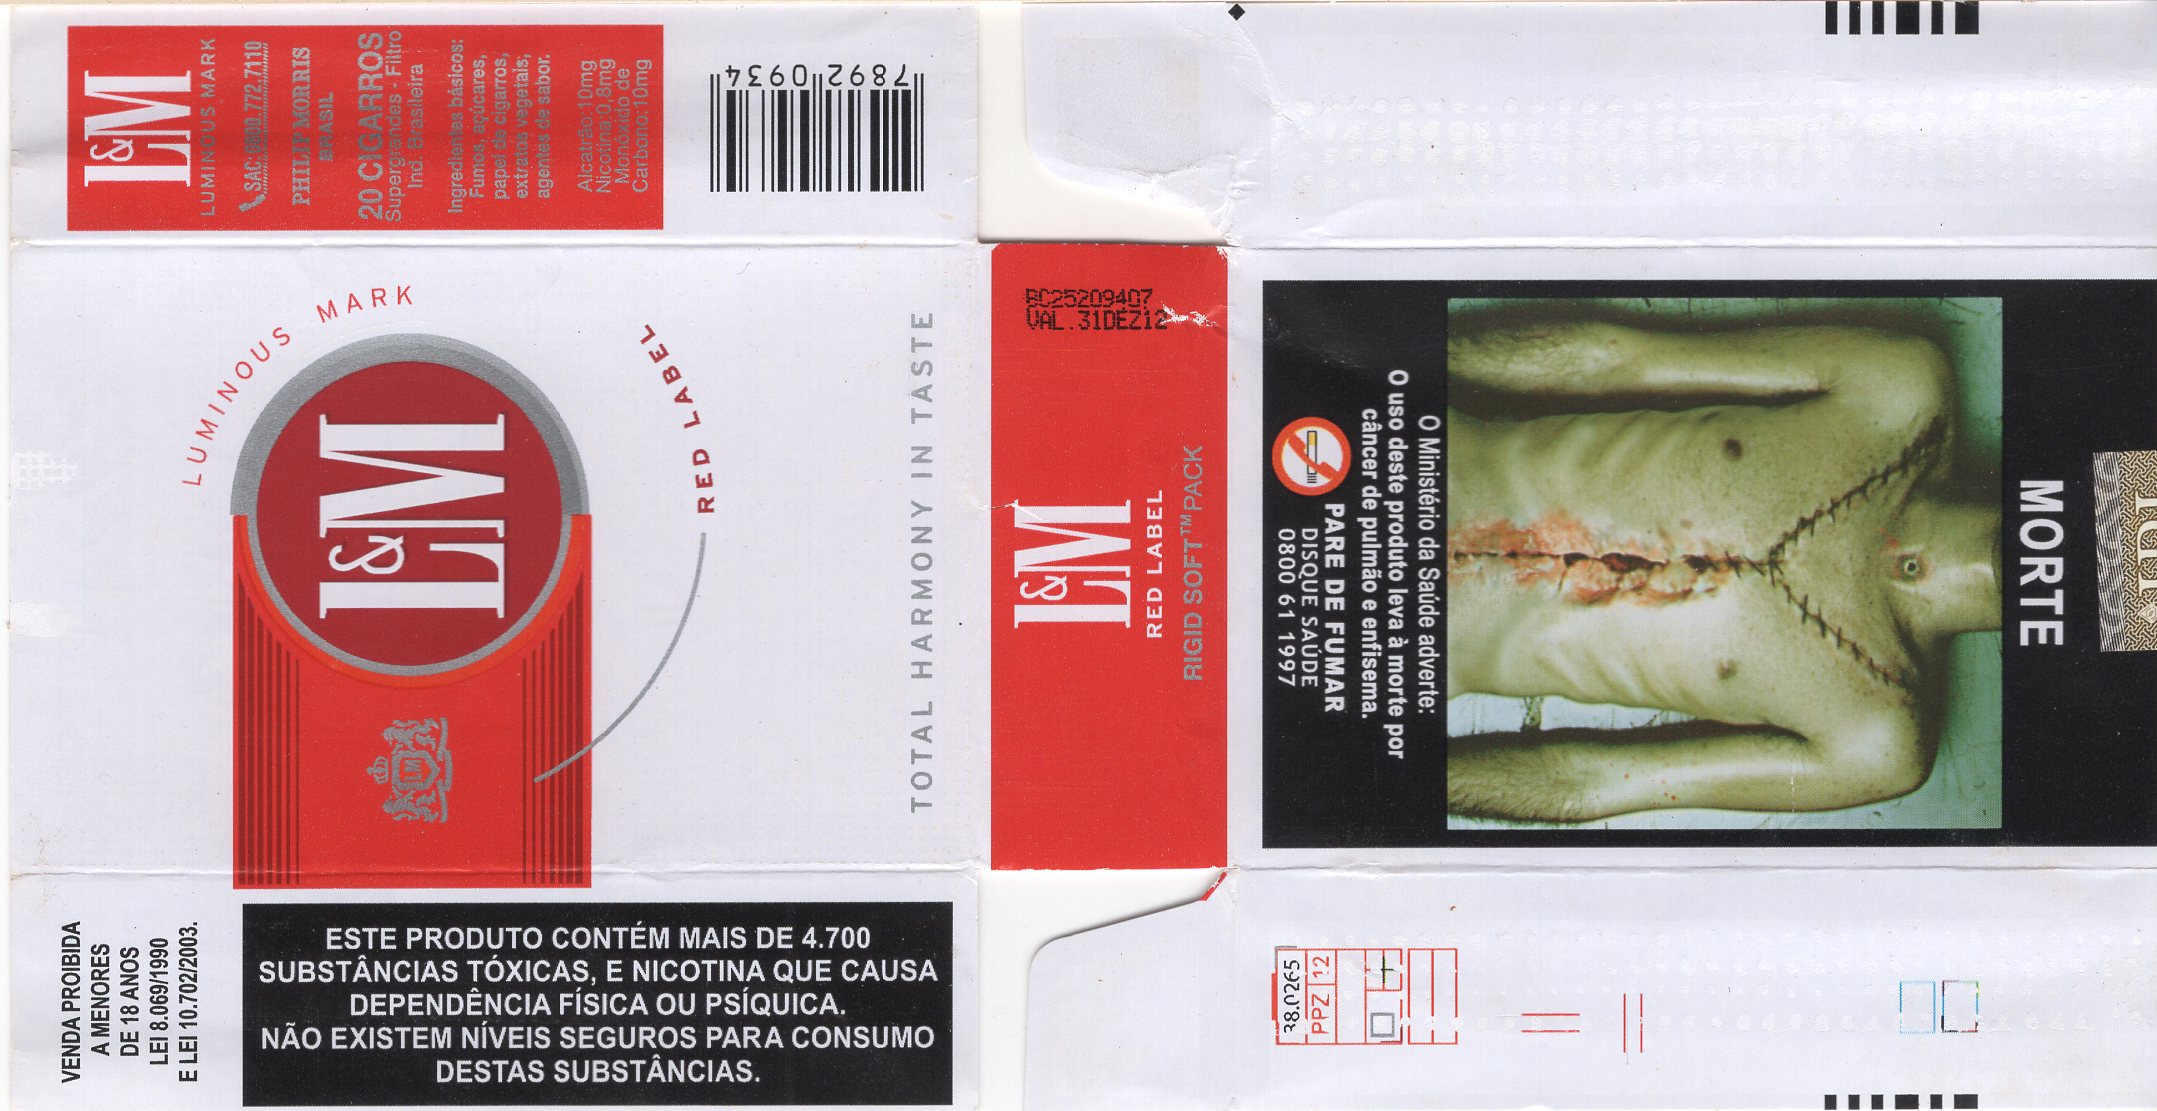 L&M
LUMINOUS MARK
SAC: 0800.772.7110
PHILIP MORRIS
BRASIL
20 CIGARROS
Supergrandes - Filtro
Ind. Brasileira
Ingredientes básicos:
Fumos, açúcares,
papel de cigarros,
extratos vegetais,
agentes de sabor.
Alcatrão:10mg
Nicotina:0,8mg
Monóxido de
Carbono:10mg
7892 0934
LUMINOUS MARK
L&M
RED LABEL
LM
TOTAL HARMONY IN TASTE
VENDA PROIBIDA
A MENORES
DE 18 ANOS
LEI 8.069/1990
E LEI 10.702/2003.
ESTE PRODUTO CONTÉM MAIS DE 4.700
SUBSTÂNCIAS TÓXICAS, E NICOTINA QUE CAUSA
DEPENDÊNCIA FÍSICA OU PSÍQUICA.
NÃO EXISTEM NÍVEIS SEGUROS PARA CONSUMO
DESTAS SUBSTÂNCIAS.
BC25209407
VAL.31DEZ12
L&M
RED LABEL
RIGID SOFT™PACK
MORTE
O Ministério da Saúde adverte:
O uso deste produto leva à morte por
câncer de pulmão e enfisema.
PARE DE FUMAR
DISQUE SAÚDE
0800 61 1997
38.0265
PPZ 12